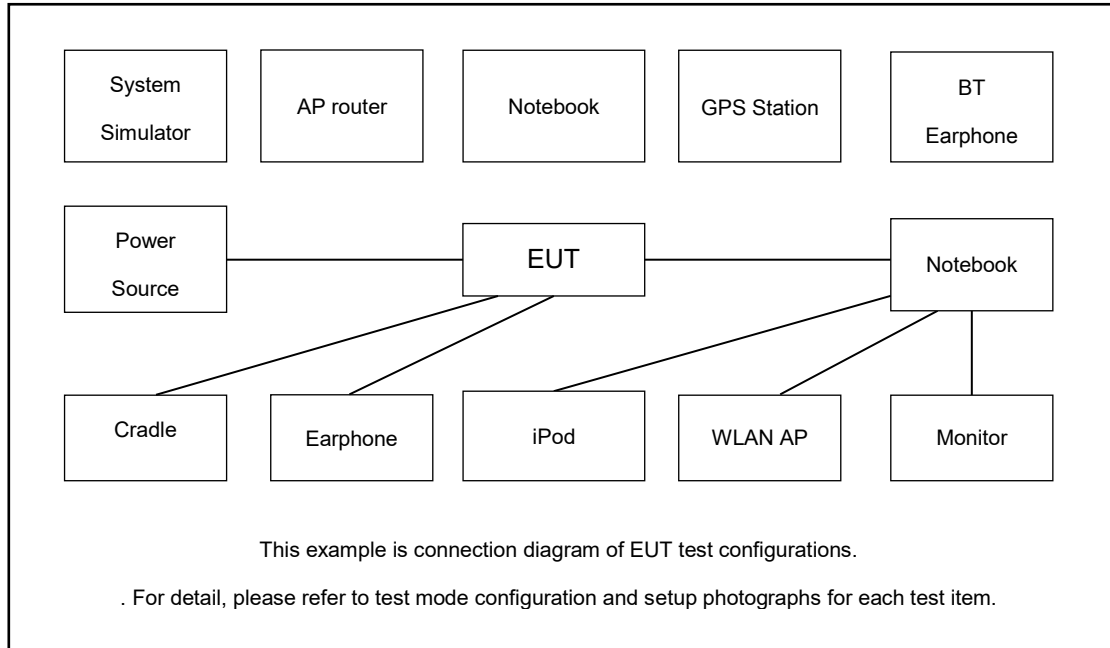 System
Simulator
AP router
Notebook
GPS Station
BT
Earphone
Power
Source
EUT
Notebook
Cradle
Earphone
iPod
WLAN AP
Monitor
This example is connection diagram of EUT test configurations.
. For detail, please refer to test mode configuration and setup photographs for each test item.